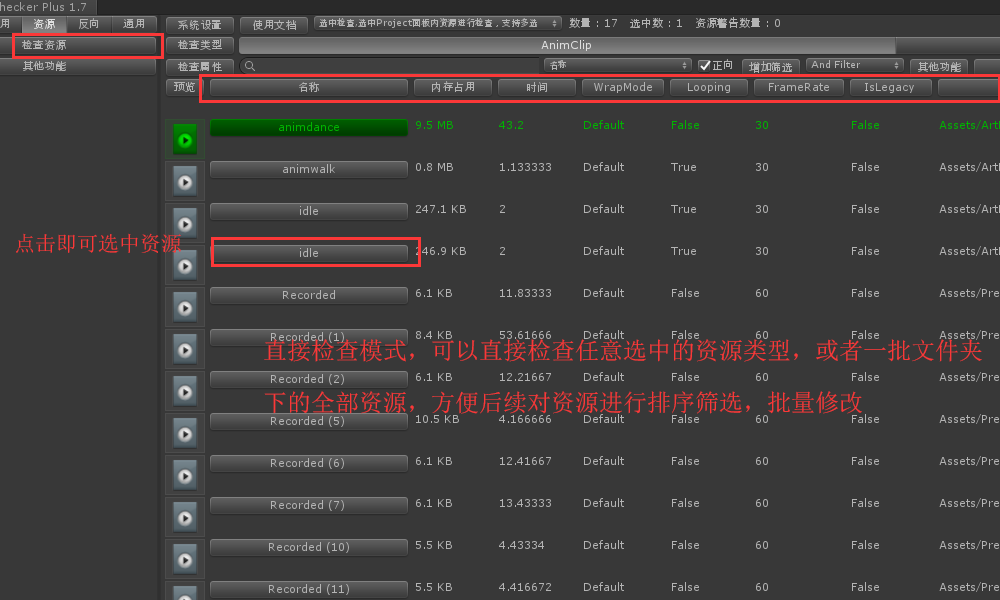 hecker Plus 1.7
用 资源 反向 通用 系统设置 使用文档 选中检查,选中Project面板内资源进行检查,支持多选 数量：17 选中数：1 资源警告数量：0
检查资源 检查类型 AnimClip
其他功能 检查属性 名称 正向 增加筛选 And Filter 其他功能
预览 名称 内存占用 时间 WrapMode Looping FrameRate IsLegacy
animdance 9.5 MB 43.2 Default False 30 False Assets/Art
animwalk 0.8 MB 1.133333 Default True 30 False Assets/Art
idle 247.1 KB 2 Default True 30 False Assets/Art
点击即可选中资源
idle 246.9 KB 2 Default True 30 False Assets/Art
Recorded 6.1 KB 11.83333 Default False 60 False Assets/Pre
Recorded (1) 8.4 KB 53.61666 Default False 60 False Assets/Pre
直接检查模式，可以直接检查任意选中的资源类型，或者一批文件夹
Recorded (2) 6.1 KB 12.21667 Default False 60 False Assets/Pre
下的全部资源，方便后续对资源进行排序筛选，批量修改
Recorded (5) 10.5 KB 4.166666 Default False 60 False Assets/Pre
Recorded (6) 6.1 KB 12.41667 Default False 60 False Assets/Pre
Recorded (7) 6.1 KB 13.43333 Default False 60 False Assets/Pre
Recorded (10) 5.5 KB 4.43334 Default False 60 False Assets/Pre
Recorded (11) 5.5 KB 4.416672 Default False 60 False Assets/Pre